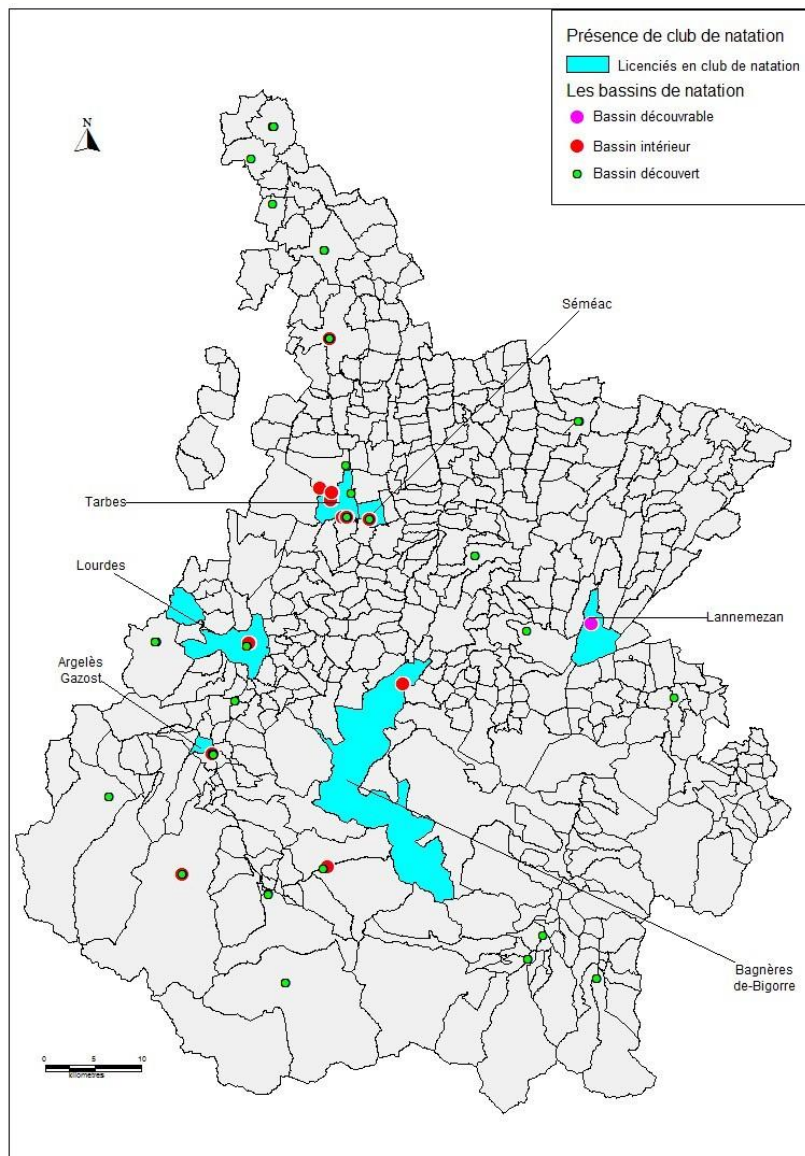 Présence de club de natation
Licenciés en club de natation
Les bassins de natation
Bassin découvrable
Bassin intérieur
Bassin découvert
N
Séméac
Tarbes
Lourdes
Lannemezan
Argelès
Gazost
Bagnères
de-Bigorre
0 5 10
kilomètres